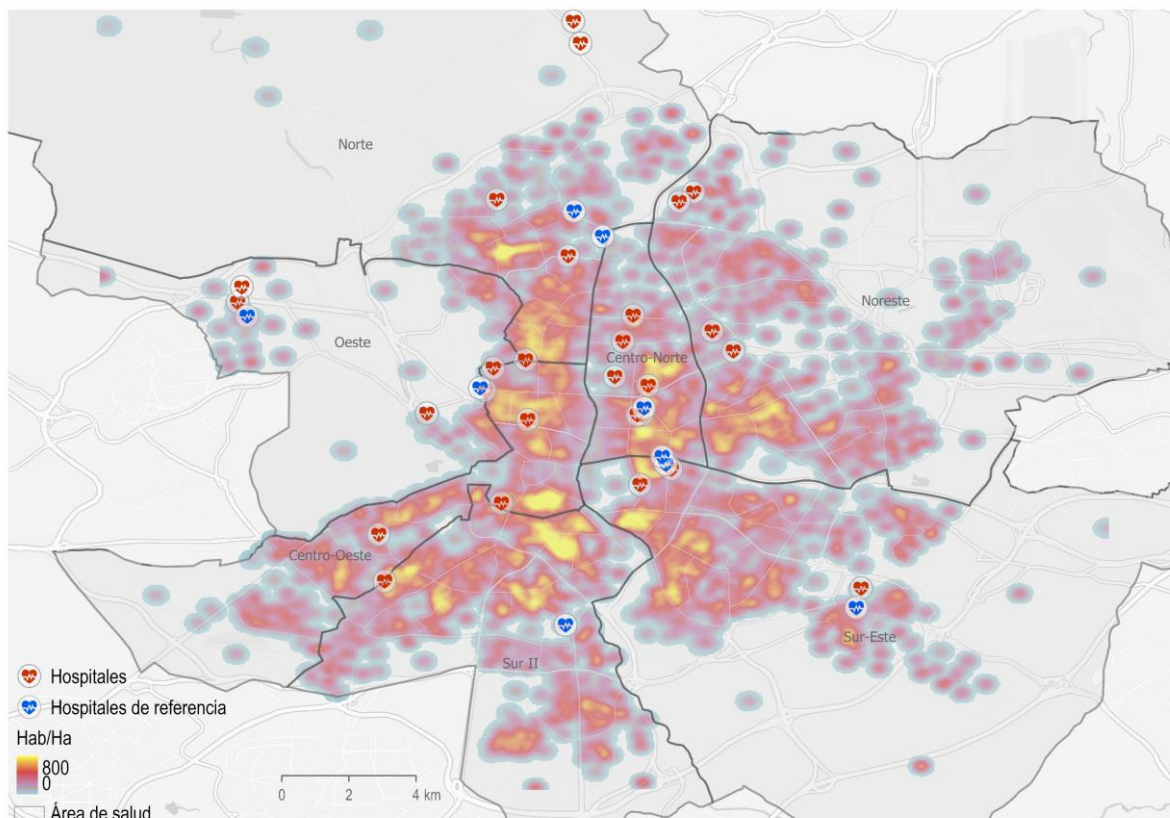 Norte
Noreste
Oeste
Centro-Norte
Centro-Oeste
Sur-Este
Sur II
Hospitales
Hospitales de referencia
Hab/Ha
800
0
0 2 4 km
Área de salud